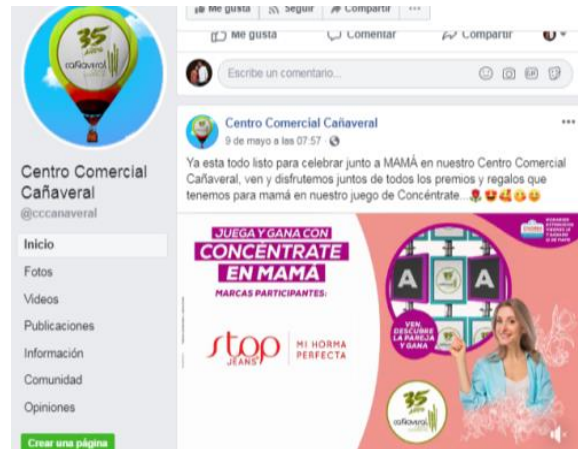 Me gusta Seguir Compartir ...
Me gusta Comentar Compartir
Escribe un comentario...
35
años
cañaveral
Centro Comercial
Cañaveral
@cccanaveral
Inicio
Fotos
Videos
Publicaciones
Información
Comunidad
Opiniones
Crear una página
Centro Comercial Cañaveral
9 de mayo a las 07:57 ·
Ya esta todo listo para celebrar junto a MAMÁ en nuestro Centro Comercial
Cañaveral, ven y disfrutemos juntos de todos los premios y regalos que
tenemos para mamá en nuestro juego de Concéntrate...
JUEGA Y GANA CON
CONCÉNTRATE
EN MAMÁ
MARCAS PARTICIPANTES:
stop
JEANS
MI HORMA
PERFECTA
A
A
VEN,
DESCUBRE
LA PAREJA
Y GANA
35
años
cañaveral